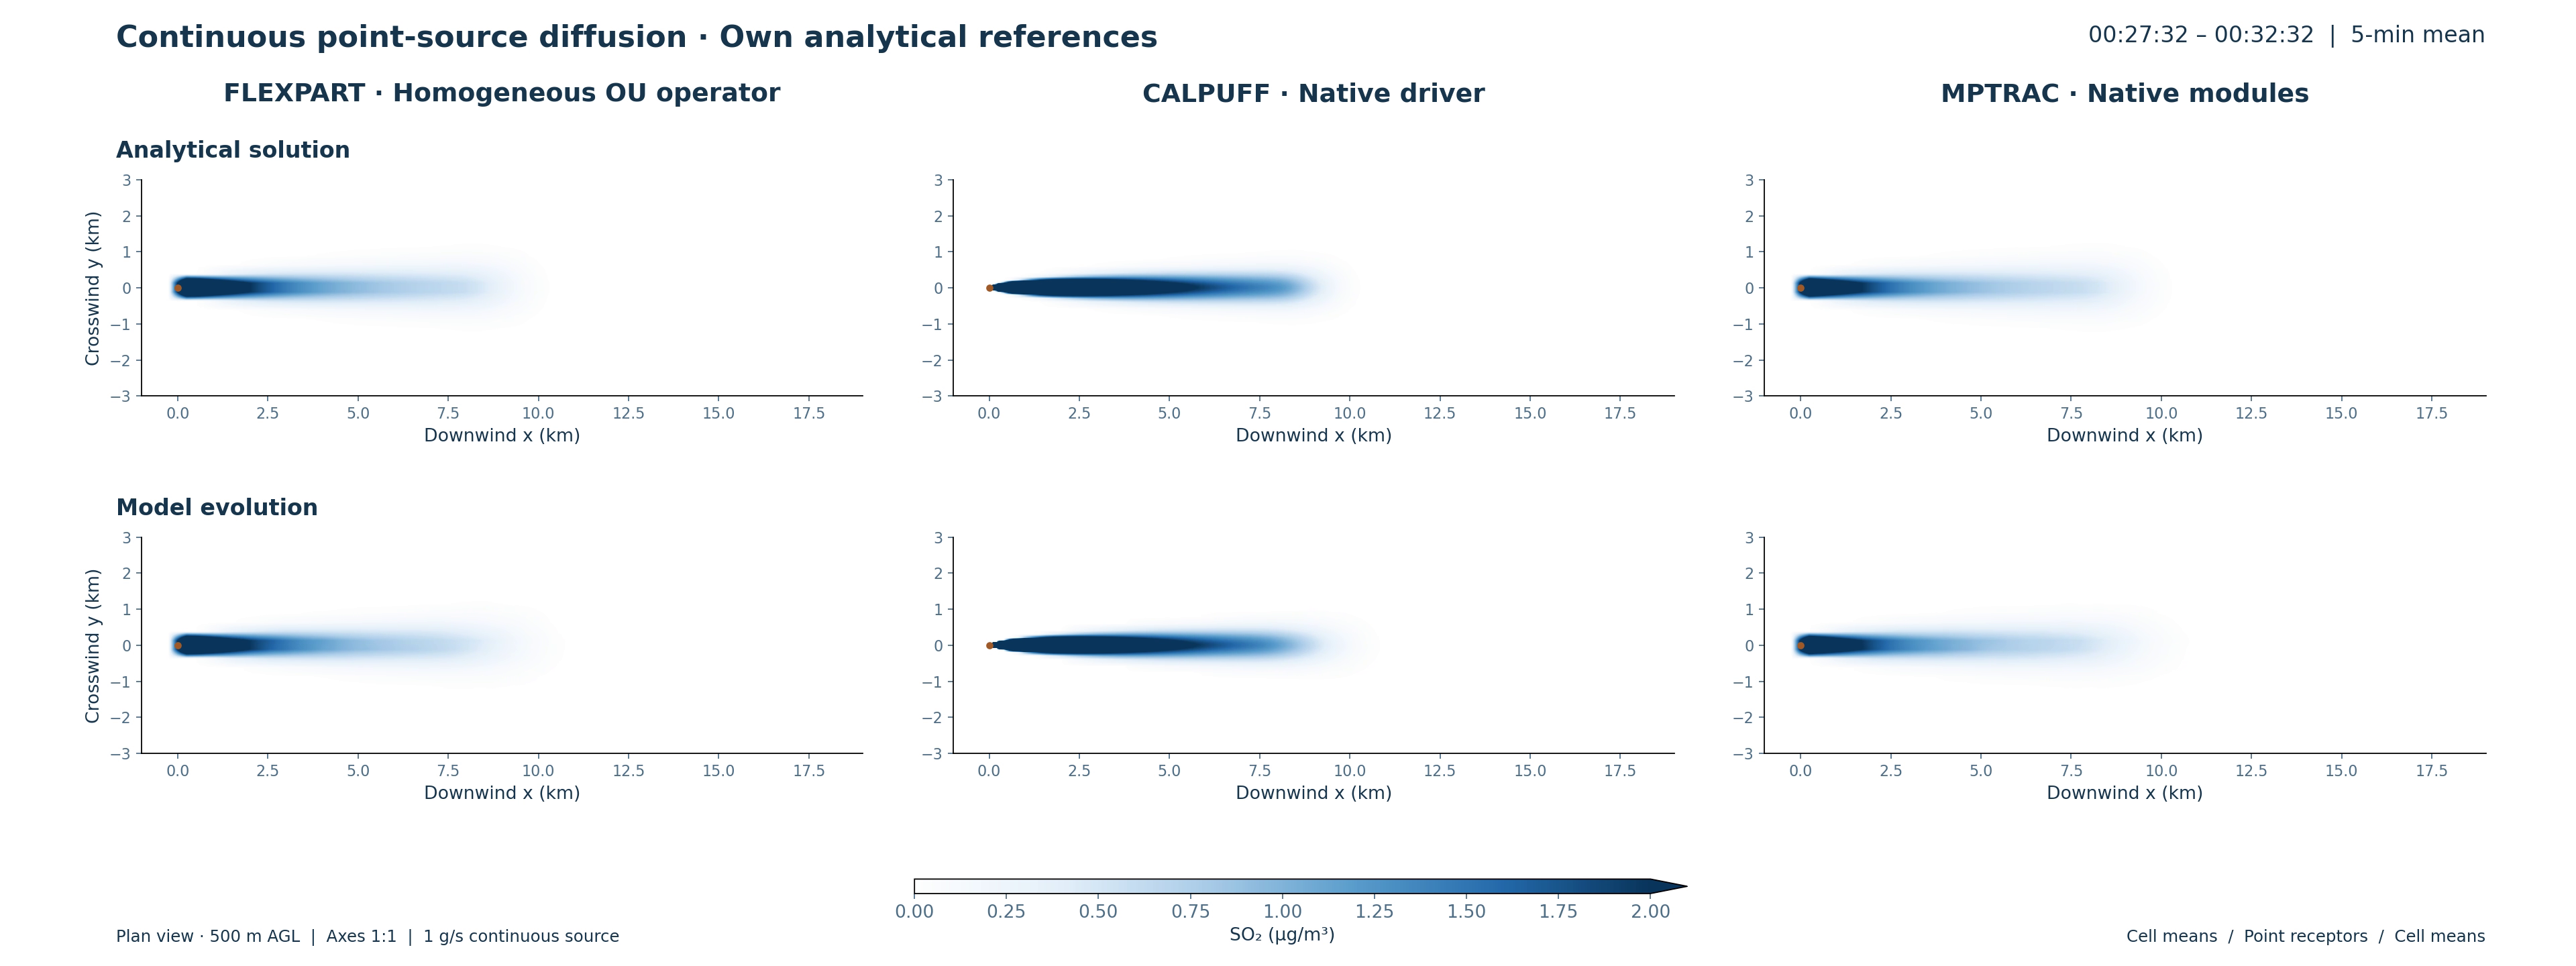 Continuous point-source diffusion · Own analytical references
00:27:32 – 00:32:32 | 5-min mean
FLEXPART · Homogeneous OU operator
CALPUFF · Native driver
MPTRAC · Native modules
Analytical solution
3
2
1
0
−1
−2
−3
Crosswind y (km)
0.0 2.5 5.0 7.5 10.0 12.5 15.0 17.5
Downwind x (km)
3
2
1
0
−1
−2
−3
0.0 2.5 5.0 7.5 10.0 12.5 15.0 17.5
Downwind x (km)
3
2
1
0
−1
−2
−3
0.0 2.5 5.0 7.5 10.0 12.5 15.0 17.5
Downwind x (km)
Model evolution
3
2
1
0
−1
−2
−3
Crosswind y (km)
0.0 2.5 5.0 7.5 10.0 12.5 15.0 17.5
Downwind x (km)
3
2
1
0
−1
−2
−3
0.0 2.5 5.0 7.5 10.0 12.5 15.0 17.5
Downwind x (km)
3
2
1
0
−1
−2
−3
0.0 2.5 5.0 7.5 10.0 12.5 15.0 17.5
Downwind x (km)
0.00 0.25 0.50 0.75 1.00 1.25 1.50 1.75 2.00
SO₂ (µg/m³)
Plan view · 500 m AGL | Axes 1:1 | 1 g/s continuous source
Cell means / Point receptors / Cell means